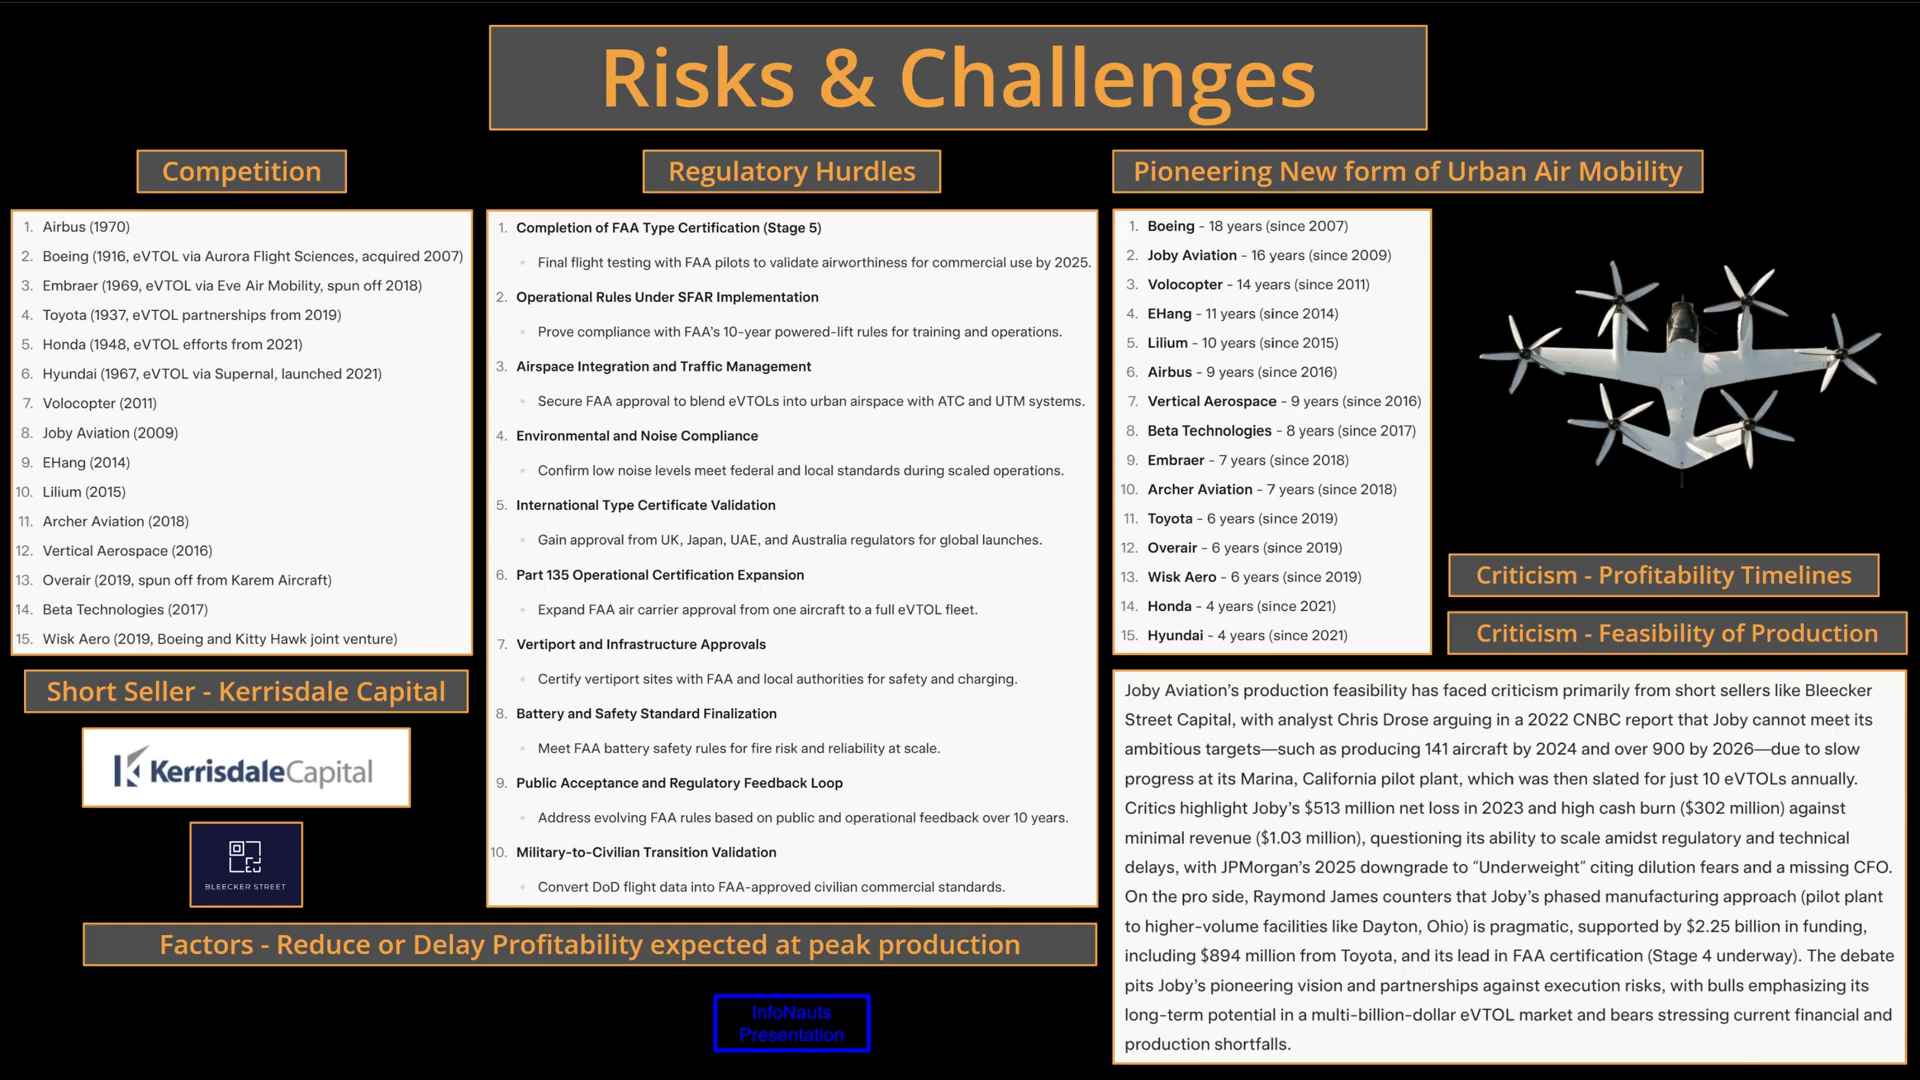 Risks & Challenges
Competition
1. Airbus (1970)
2. Boeing (1916, eVTOL via Aurora Flight Sciences, acquired 2007)
3. Embraer (1969, eVTOL via Eve Air Mobility, spun off 2018)
4. Toyota (1937, eVTOL partnerships from 2019)
5. Honda (1948, eVTOL efforts from 2021)
6. Hyundai (1967, eVTOL via Supernal, launched 2021)
7. Volocopter (2011)
8. Joby Aviation (2009)
9. EHang (2014)
10. Lilium (2015)
11. Archer Aviation (2018)
12. Vertical Aerospace (2016)
13. Overair (2019, spun off from Karem Aircraft)
14. Beta Technologies (2017)
15. Wisk Aero (2019, Boeing and Kitty Hawk joint venture)
Short Seller - Kerrisdale Capital
KerrisdaleCapital
BLEECKER STREET
Regulatory Hurdles
1. Completion of FAA Type Certification (Stage 5)
Final flight testing with FAA pilots to validate airworthiness for commercial use by 2025.
2. Operational Rules Under SFAR Implementation
Prove compliance with FAA's 10-year powered-lift rules for training and operations.
3. Airspace Integration and Traffic Management
Secure FAA approval to blend eVTOLs into urban airspace with ATC and UTM systems.
4. Environmental and Noise Compliance
Confirm low noise levels meet federal and local standards during scaled operations.
5. International Type Certificate Validation
Gain approval from UK, Japan, UAE, and Australia regulators for global launches.
6. Part 135 Operational Certification Expansion
Expand FAA air carrier approval from one aircraft to a full eVTOL fleet.
7. Vertiport and Infrastructure Approvals
Certify vertiport sites with FAA and local authorities for safety and charging.
8. Battery and Safety Standard Finalization
Meet FAA battery safety rules for fire risk and reliability at scale.
9. Public Acceptance and Regulatory Feedback Loop
Address evolving FAA rules based on public and operational feedback over 10 years.
10. Military-to-Civilian Transition Validation
Convert DoD flight data into FAA-approved civilian commercial standards.
Factors - Reduce or Delay Profitability expected at peak production
InfoNauts
Presentation
Pioneering New form of Urban Air Mobility
1. Boeing - 18 years (since 2007)
2. Joby Aviation - 16 years (since 2009)
3. Volocopter - 14 years (since 2011)
4. EHang - 11 years (since 2014)
5. Lilium - 10 years (since 2015)
6. Airbus - 9 years (since 2016)
7. Vertical Aerospace - 9 years (since 2016)
8. Beta Technologies - 8 years (since 2017)
9. Embraer - 7 years (since 2018)
10. Archer Aviation - 7 years (since 2018)
11. Toyota - 6 years (since 2019)
12. Overair - 6 years (since 2019)
13. Wisk Aero - 6 years (since 2019)
14. Honda - 4 years (since 2021)
15. Hyundai - 4 years (since 2021)
Criticism - Profitability Timelines
Criticism - Feasibility of Production
Joby Aviation's production feasibility has faced criticism primarily from short sellers like Bleecker
Street Capital, with analyst Chris Drose arguing in a 2022 CNBC report that Joby cannot meet its
ambitious targets—such as producing 141 aircraft by 2024 and over 900 by 2026—due to slow
progress at its Marina, California pilot plant, which was then slated for just 10 eVTOLs annually.
Critics highlight Joby's $513 million net loss in 2023 and high cash burn ($302 million) against
minimal revenue ($1.03 million), questioning its ability to scale amidst regulatory and technical
delays, with JPMorgan's 2025 downgrade to "Underweight" citing dilution fears and a missing CFO.
On the pro side, Raymond James counters that Joby's phased manufacturing approach (pilot plant
to higher-volume facilities like Dayton, Ohio) is pragmatic, supported by $2.25 billion in funding,
including $894 million from Toyota, and its lead in FAA certification (Stage 4 underway). The debate
pits Joby's pioneering vision and partnerships against execution risks, with bulls emphasizing its
long-term potential in a multi-billion-dollar eVTOL market and bears stressing current financial and
production shortfalls.